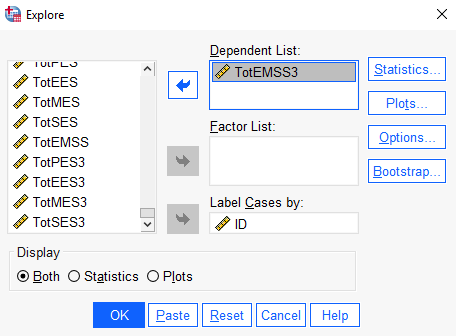 Explore
Dependent List:
TotPES
TotEES
TotMES
TotSES
TotEMSS
TotPES3
TotEES3
TotMES3
TotSES3
TotEMSS3
Factor List:
Label Cases by:
ID
Statistics...
Plots...
Options...
Bootstrap...
Display
Both Statistics Plots
OK Paste Reset Cancel Help